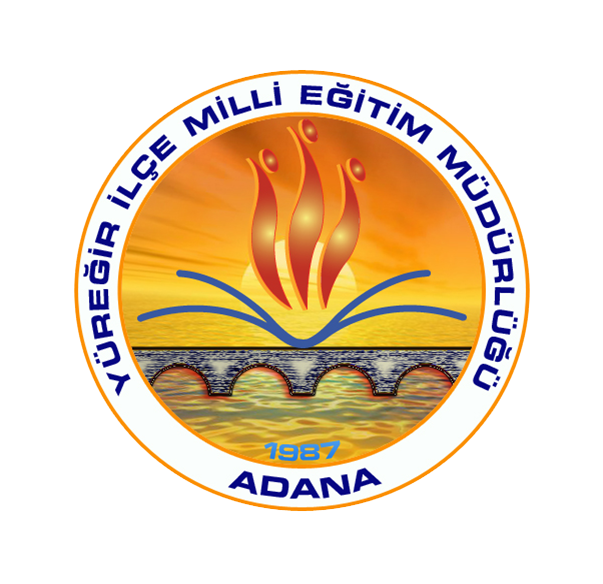 YÜREĞİR İLÇE MİLLİ EĞİTİM MÜDÜRLÜĞÜ
1987
ADANA